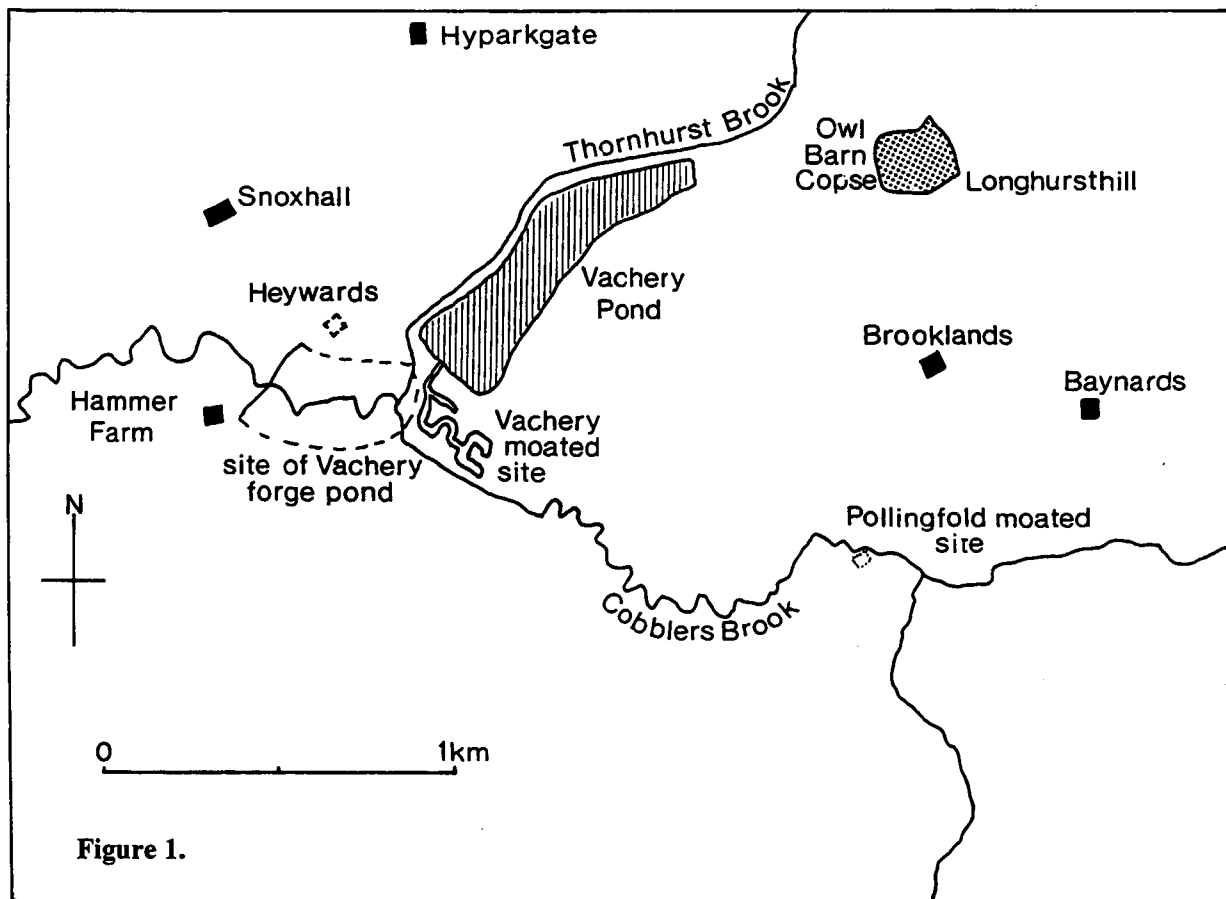 Hyparkgate
Thornhurst Brook
Owl
Barn
Copse
Longhursthill
Snoxhall
Vachery
Pond
Heywards
Brooklands
Baynards
Hammer
Farm
Vachery
moated
site
site of Vachery
forge pond
N
Pollingfold moated
site
Cobblers Brook
0 1km
Figure 1.